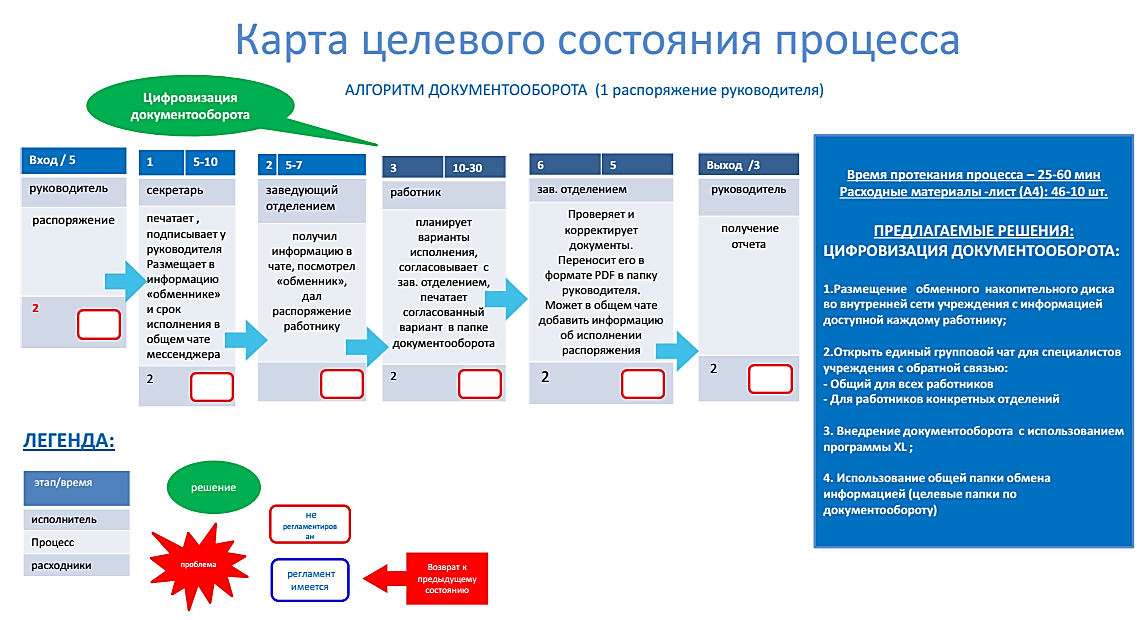 Карта целевого состояния процесса
АЛГОРИТМ ДОКУМЕНТООБОРОТА (1 распоряжение руководителя)
Цифровизация
документооборота
Вход / 5
руководитель
распоряжение
2
1
5-10
секретарь
печатает ,
подписывает у
руководителя
Размещает в
информацию
«обменнике»
и срок
исполнения в
общем чате
мессенджера
2
2
5-7
заведующий
отделением
получил
информацию в
чате, посмотрел
«обменник»,
дал
распоряжение
работнику
3
10-30
работник
планирует
варианты
исполнения,
согласовывает с
зав. отделением,
печатает
согласованный
вариант в папке
документооборота
2
6
5
зав. отделением
Проверяет и
корректирует
документы.
Переносит его в
формате PDF в папку
руководителя.
Может в общем чате
добавить информацию
об исполнении
распоряжения
2
Выход /3
руководитель
получение
отчета
2
Время протекания процесса – 25-60 мин
Расходные материалы -лист (А4): 46-10 шт.
ПРЕДЛАГАЕМЫЕ РЕШЕНИЯ:
ЦИФРОВИЗАЦИЯ ДОКУМЕНТООБОРОТА:
1.Размещение обменного накопительного диска
во внутренней сети учреждения с информацией
доступной каждому работнику;
2.Открыть единый групповой чат для специалистов
учреждения с обратной связью:
- Общий для всех работников
- Для работников конкретных отделений
3. Внедрение документооборота с использованием
программы XL ;
4. Использование общей папки обмена
информацией (целевые папки по
документообороту)
ЛЕГЕНДА:
этап/время
исполнитель
Процесс
расходники
решение
проблема
не
регламентиров
ан
регламент
имеется
Возврат к
предыдущему
состоянию